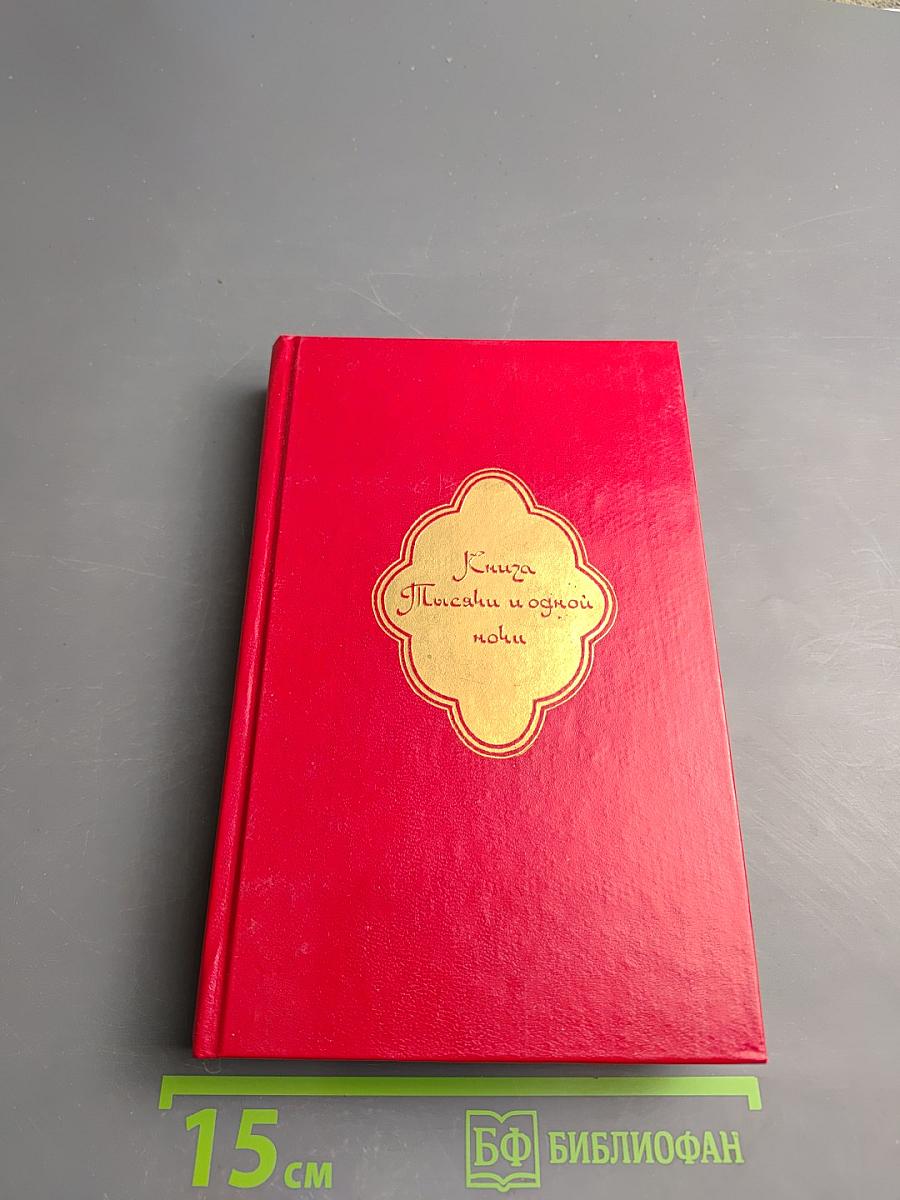 Книга
Тысячи и одной
ночи
15 см
БФ БИБЛИОФАН